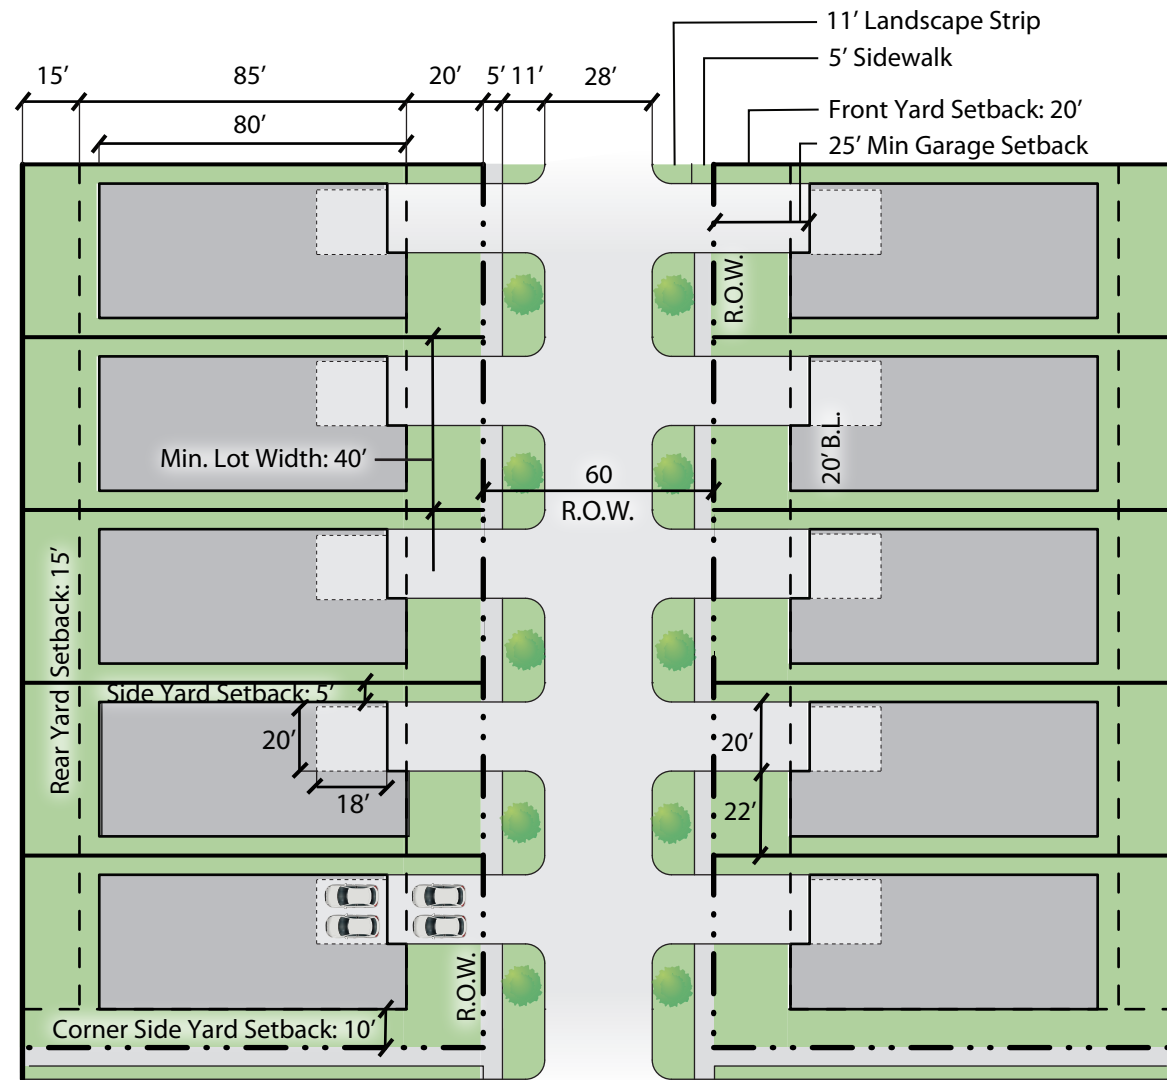 11’ Landscape Strip
5’ Sidewalk
15’ 85’ 20’ 5’ 11’ 28’
Front Yard Setback: 20’
80’
25’ Min Garage Setback
R.O.W.
Min. Lot Width: 40’
20’ B.L.
60
R.O.W.
Rear Yard Setback: 15’
Side Yard Setback: 5’
20’
20’
18’
22’
R.O.W.
Corner Side Yard Setback: 10’